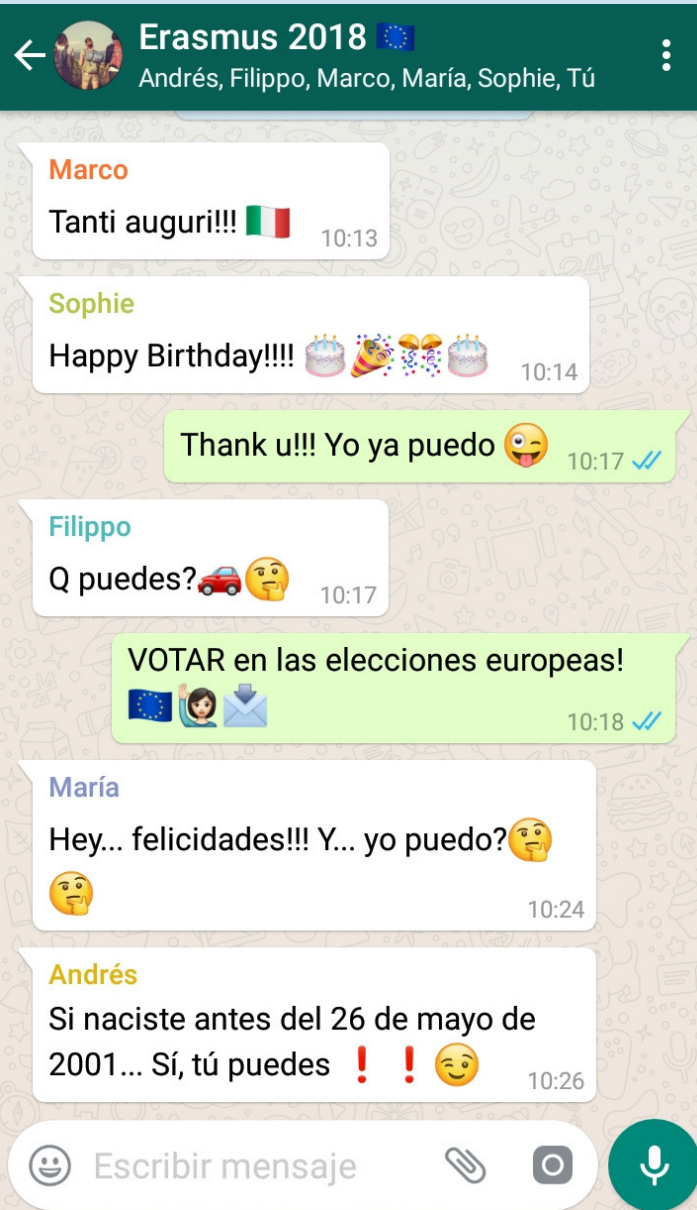 Erasmus 2018 🇪🇺
Andrés, Filippo, Marco, María, Sophie, Tú
Marco
Tanti auguri!!! 🇮🇹
10:13
Sophie
Happy Birthday!!!! 🎂🎉🎊🎂
10:14
Thank u!!! Yo ya puedo 😜
10:17
Filippo
Q puedes?🚗🤔
10:17
VOTAR en las elecciones europeas!
🇪🇺🙋🏻📩
10:18
María
Hey... felicidades!!! Y... yo puedo?🤔
🤔
10:24
Andrés
Si naciste antes del 26 de mayo de
2001... Sí, tú puedes ❗ ❗ 😉
10:26
Escribir mensaje